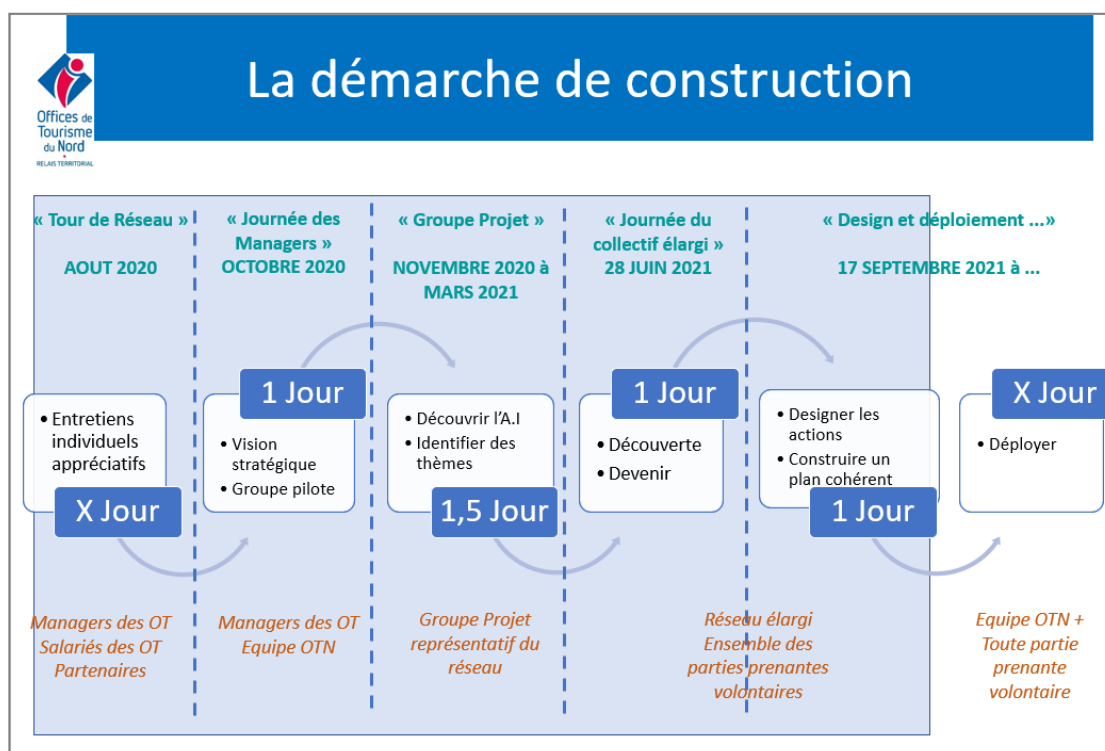 La démarche de construction
Offices de
Tourisme
du Nord
RELAIS TERRITORIAL
« Tour de Réseau »
AOUT 2020
« Journée des
Managers »
OCTOBRE 2020
« Groupe Projet »
NOVEMBRE 2020 à
MARS 2021
« Journée du
collectif élargi »
28 JUIN 2021
« Design et déploiement ...»
17 SEPTEMBRE 2021 à ...
• Entretiens
individuels
appréciatifs
X Jour
1 Jour
• Vision
stratégique
• Groupe pilote
• Découvrir l'A.I
• Identifier des
thèmes
1,5 Jour
1 Jour
• Découverte
• Devenir
• Designer les
actions
• Construire un
plan cohérent
1 Jour
X Jour
• Déployer
Managers des OT
Salariés des OT
Partenaires
Managers des OT
Equipe OTN
Groupe Projet
représentatif du
réseau
Réseau élargi
Ensemble des
parties prenantes
volontaires
Equipe OTN +
Toute partie
prenante
volontaire